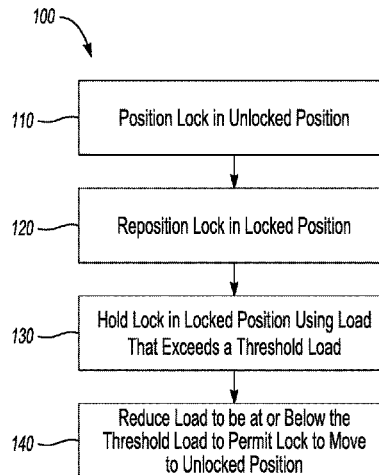 100
110
Position Lock in Unlocked Position
120
Reposition Lock in Locked Position
130
Hold Lock in Locked Position Using Load
That Exceeds a Threshold Load
140
Reduce Load to be at or Below the
Threshold Load to Permit Lock to Move
to Unlocked Position